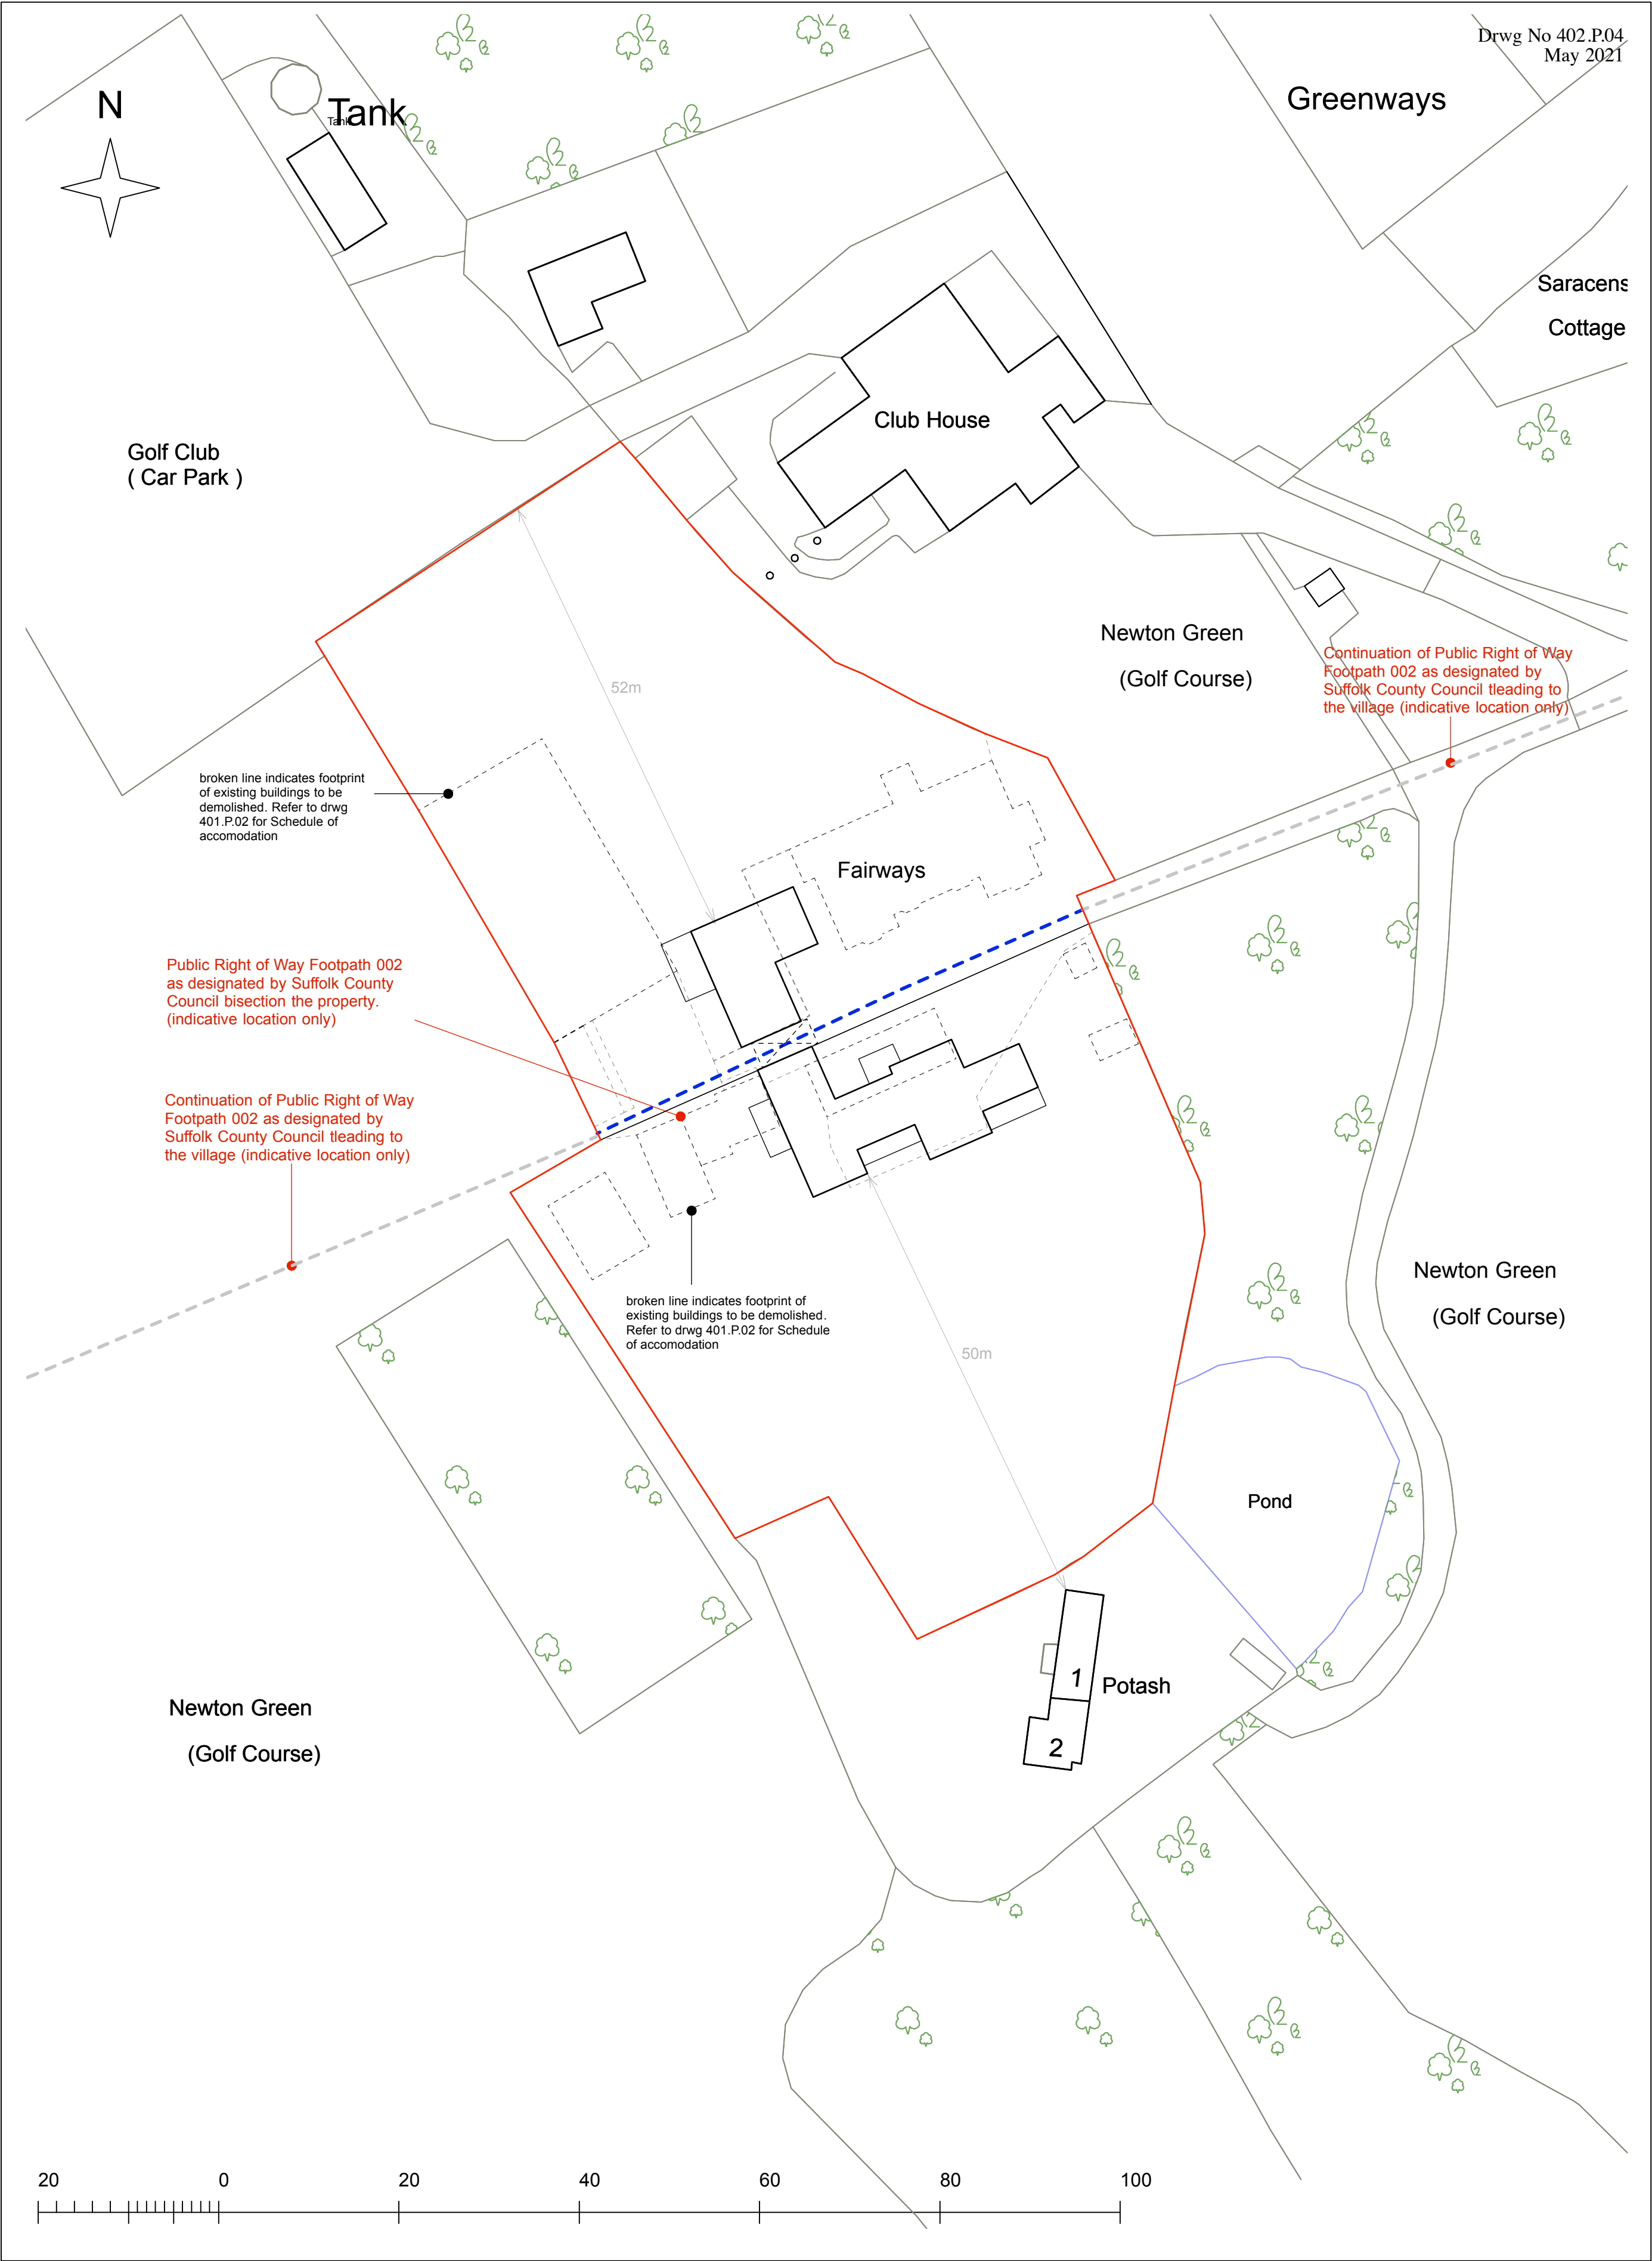 Drwg No 402.P.04
May 2021
N
Tank
Tank
Greenways
Saracens
Cottage
Club House
Golf Club
( Car Park )
Newton Green
(Golf Course)
Continuation of Public Right of Way
Footpath 002 as designated by
Suffolk County Council tleading to
the village (indicative location only)
52m
broken line indicates footprint
of existing buildings to be
demolished. Refer to drwg
401.P.02 for Schedule of
accomodation
Fairways
Public Right of Way Footpath 002
as designated by Suffolk County
Council bisection the property.
(indicative location only)
Continuation of Public Right of Way
Footpath 002 as designated by
Suffolk County Council tleading to
the village (indicative location only)
Newton Green
(Golf Course)
broken line indicates footprint of
existing buildings to be demolished.
Refer to drwg 401.P.02 for Schedule
of accomodation
50m
Pond
1
Potash
2
Newton Green
(Golf Course)
20 0 20 40 60 80 100